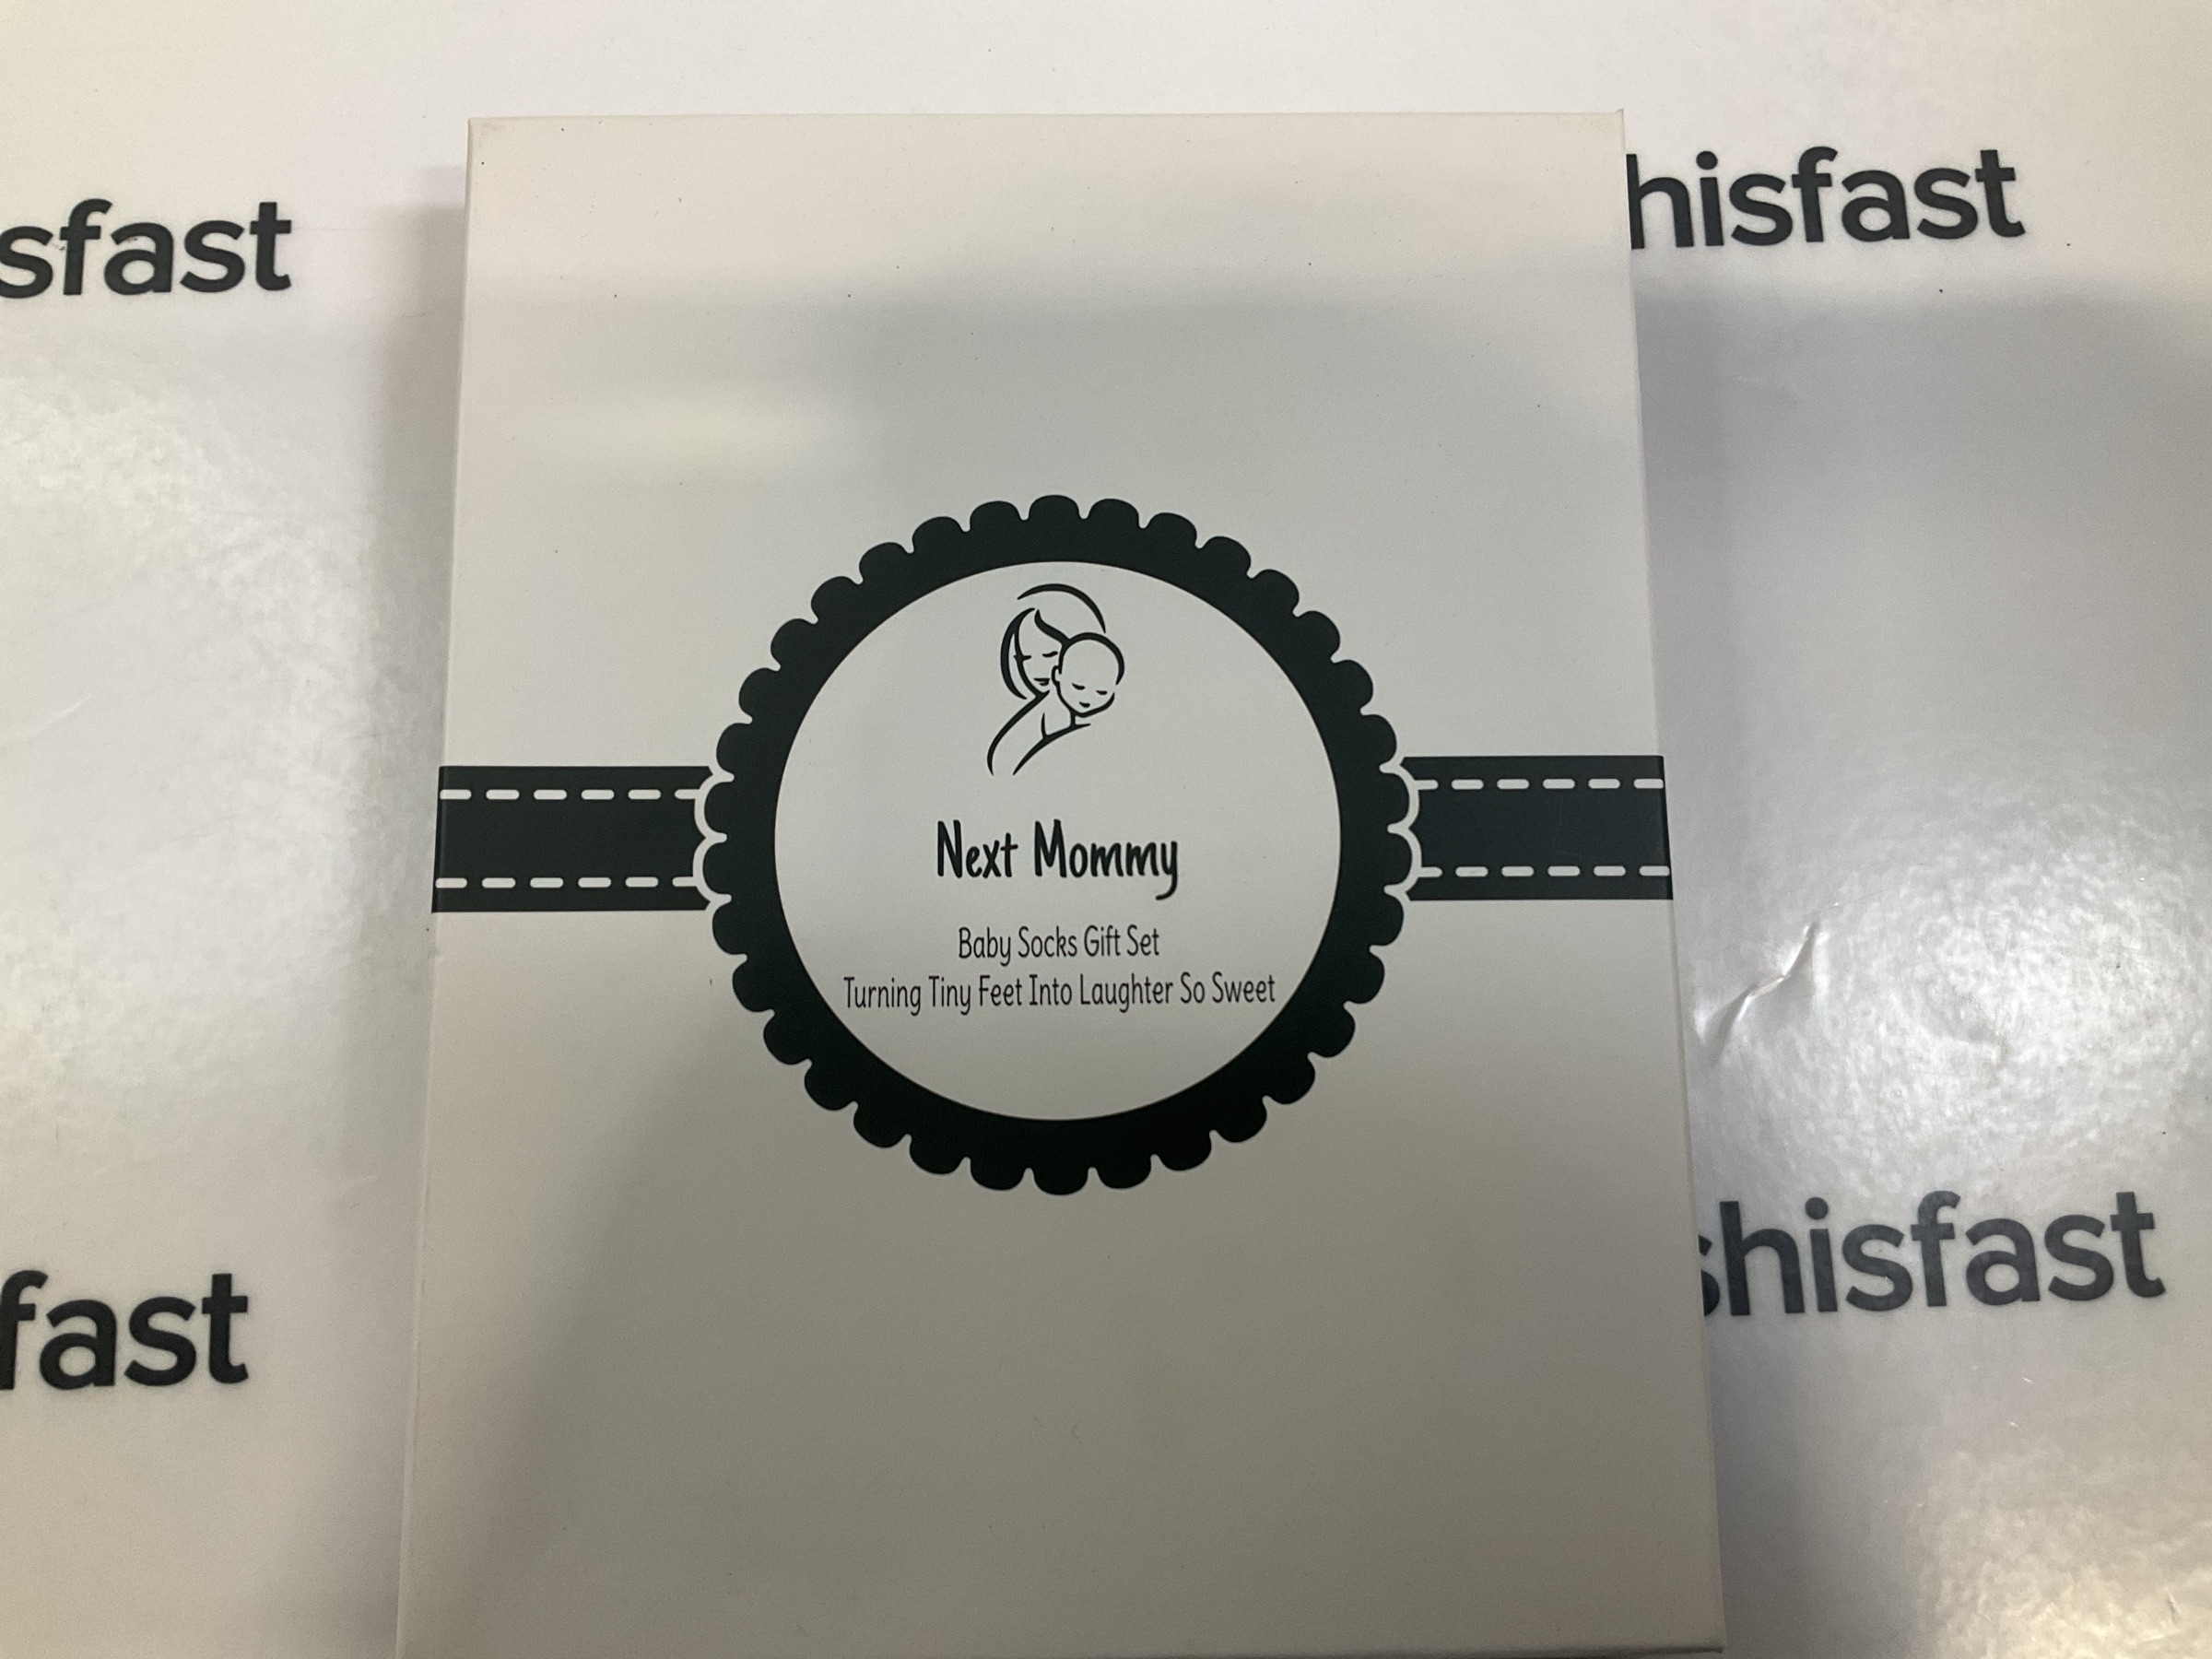 sfast
hisfast
Next Mommy
Baby Socks Gift Set
Turning Tiny Feet Into Laughter So Sweet
shisfast
fast